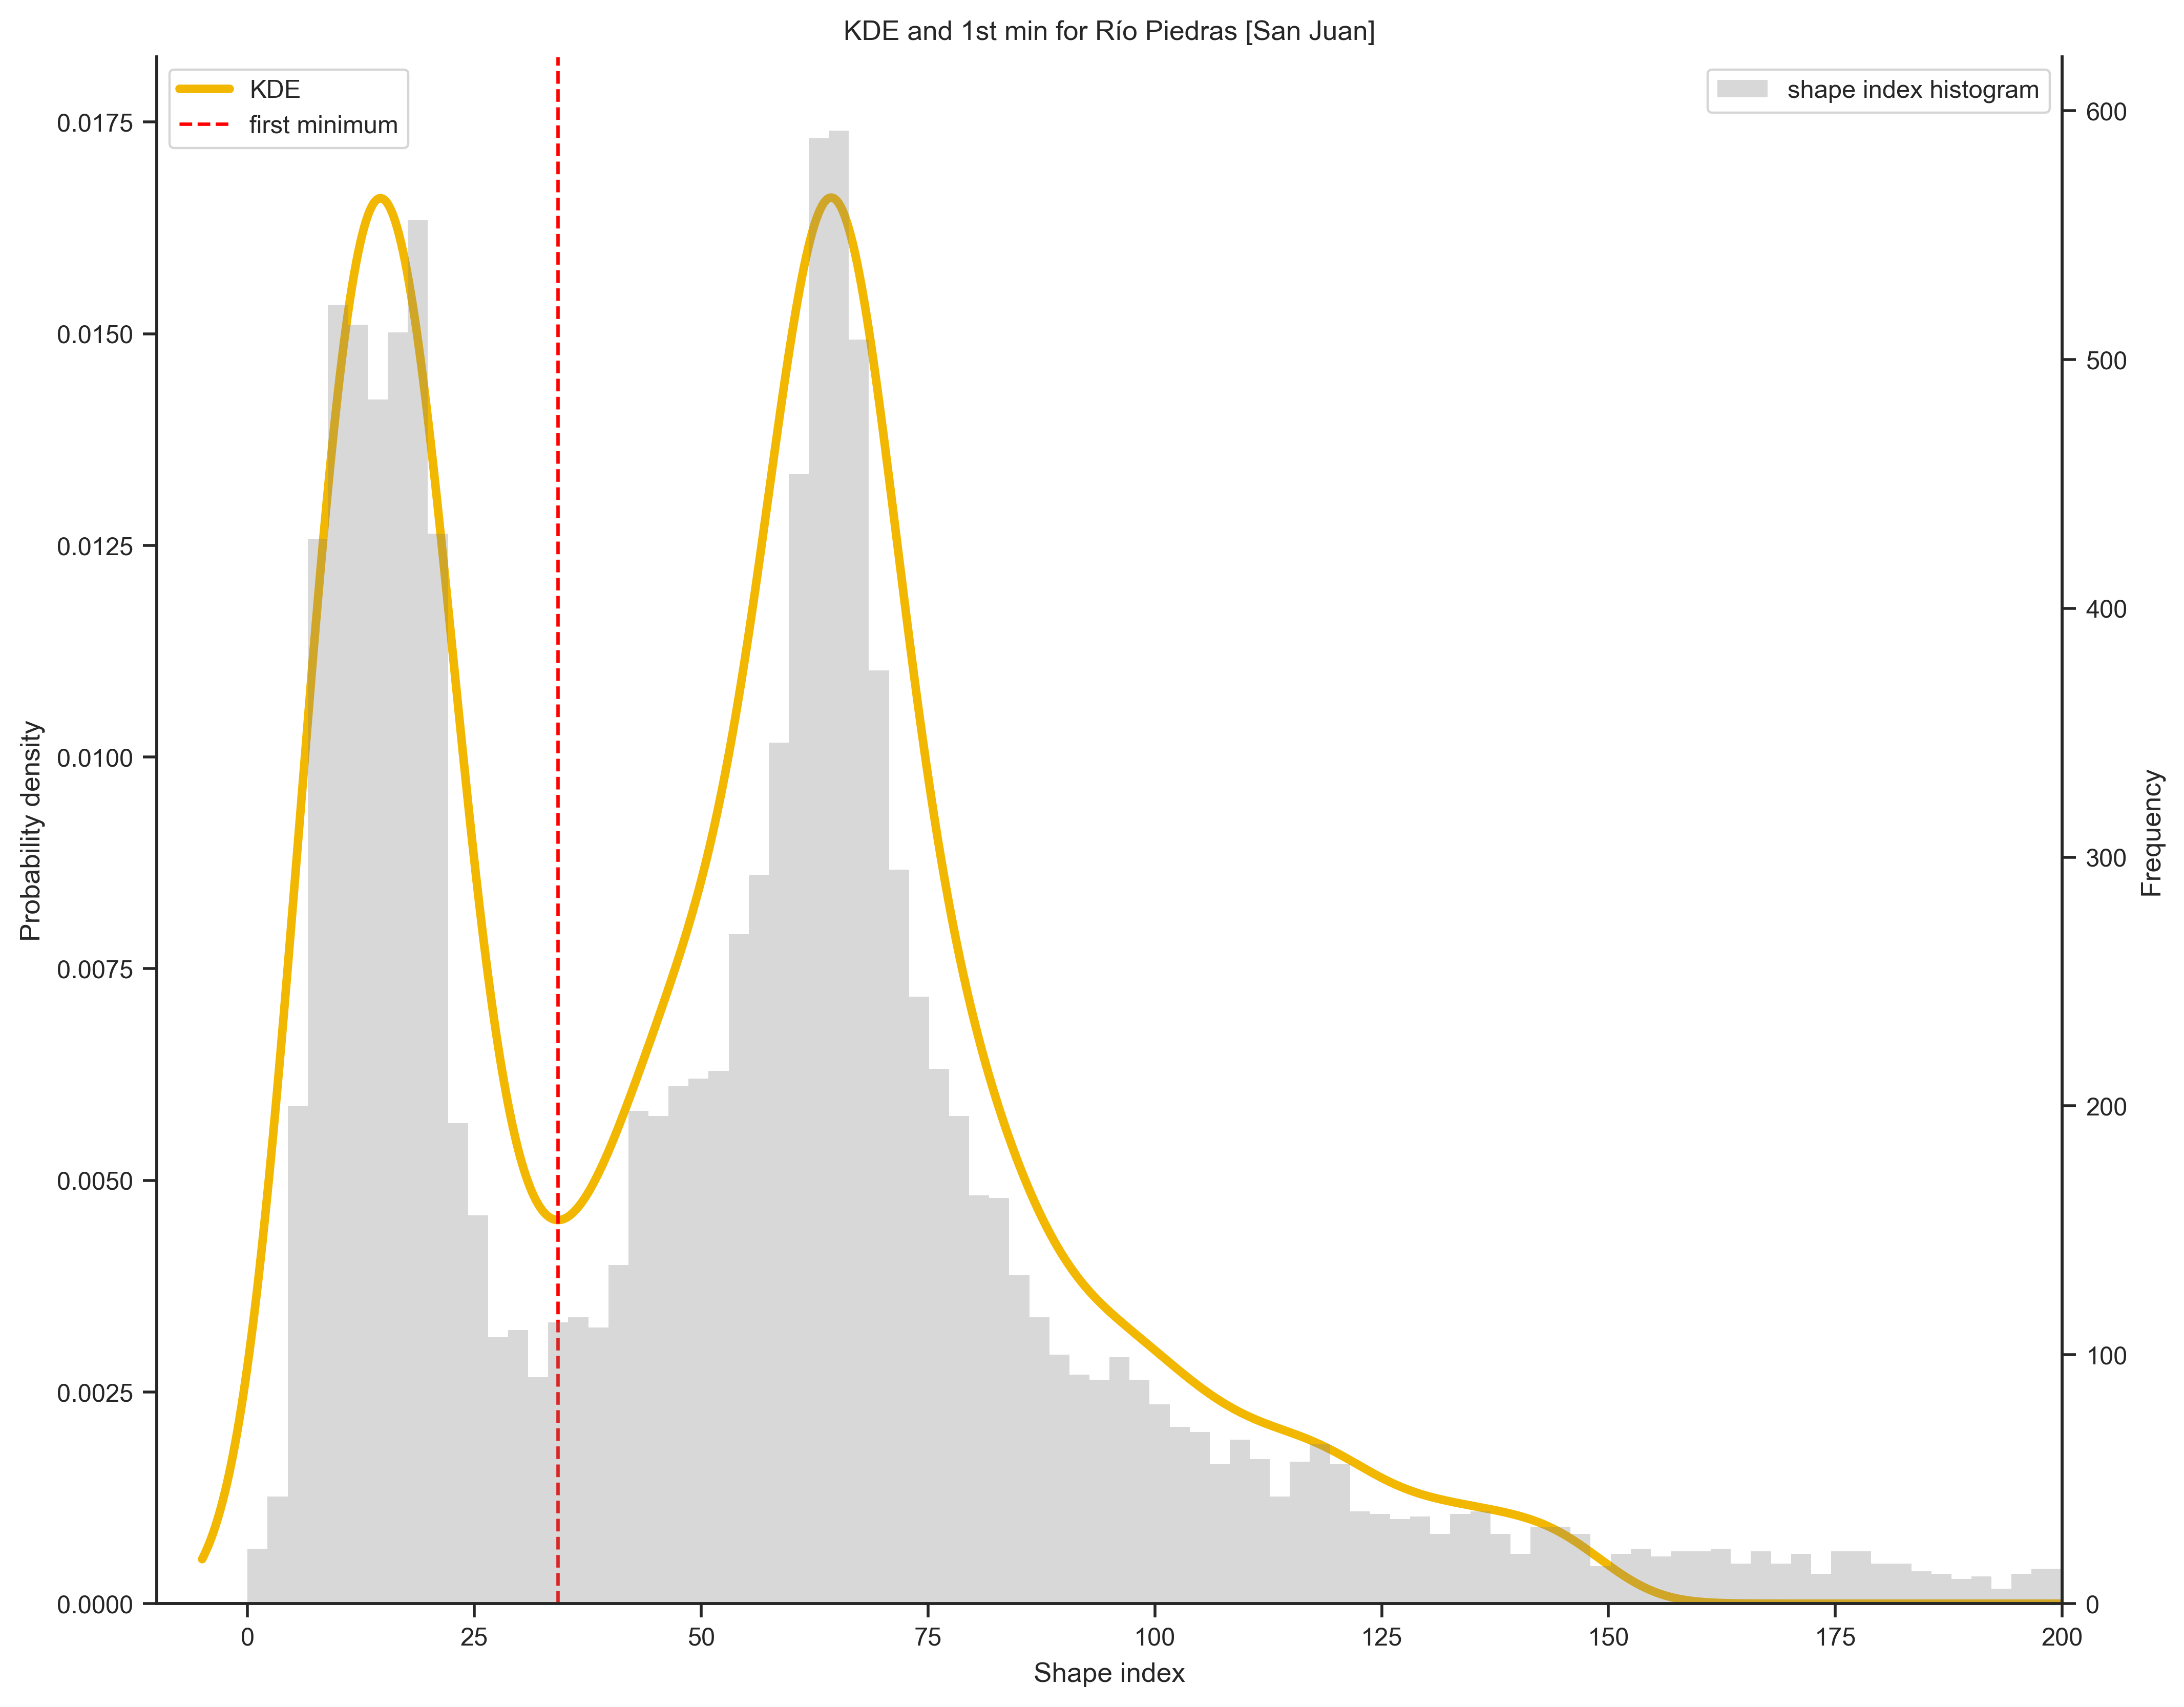 KDE and 1st min for Río Piedras [San Juan]
KDE
first minimum
shape index histogram
0.0175
0.0150
0.0125
0.0100
0.0075
0.0050
0.0025
0.0000
Probability density
600
500
400
300
200
100
0
Frequency
0 25 50 75 100 125 150 175 200
Shape index